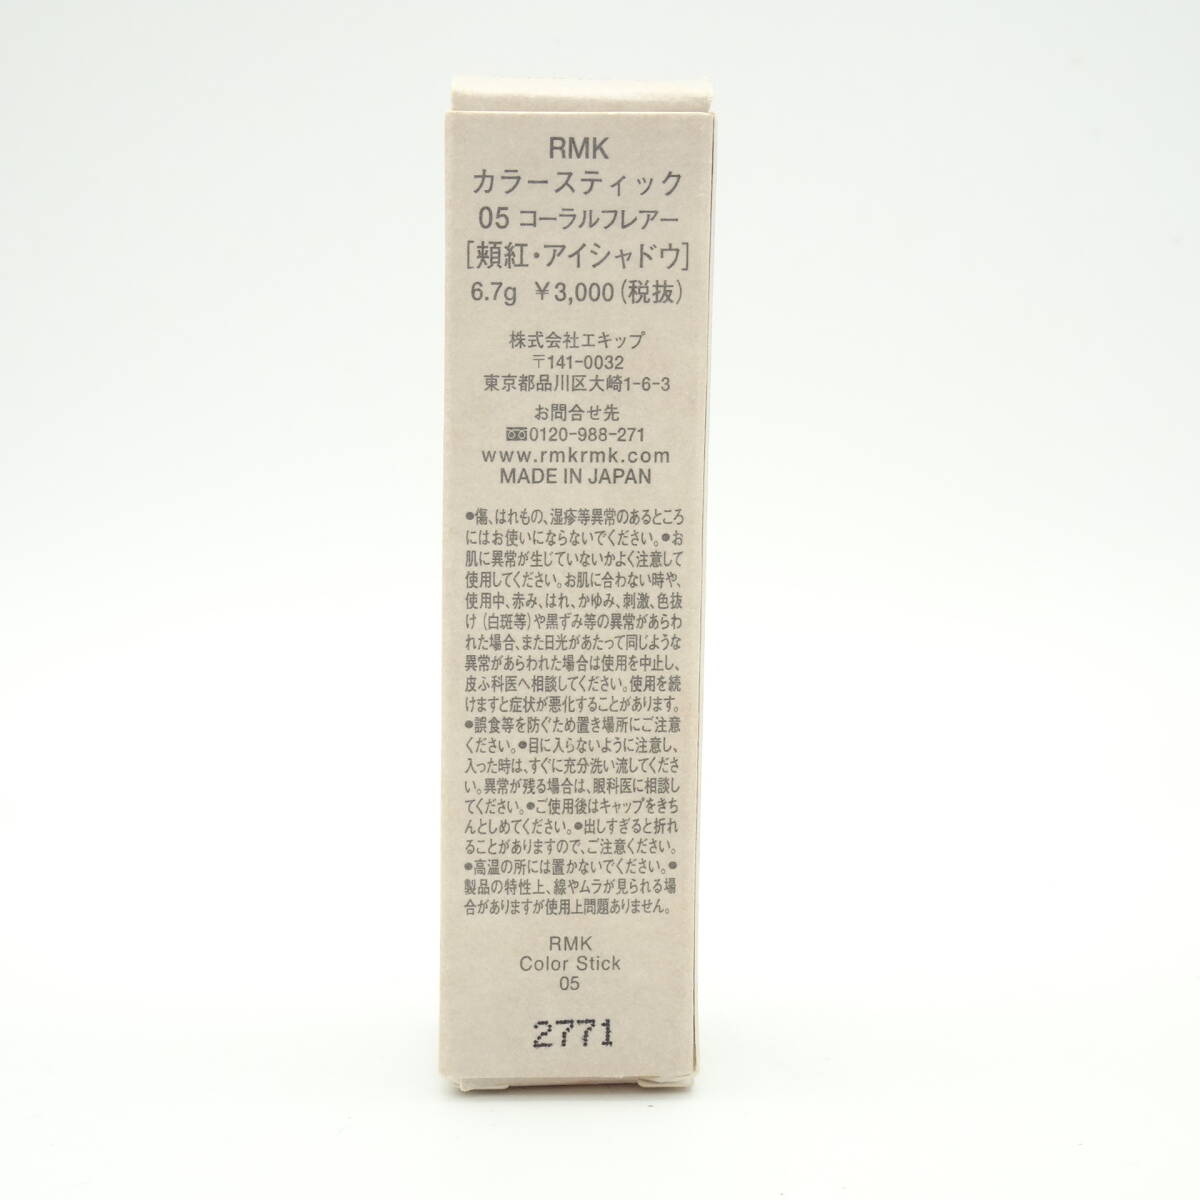 RMK
カラースティック
05 コーラルフレアー
[頬紅・アイシャドウ]
6.7g ¥3,000(税抜)
株式会社エキップ
〒141-0032
東京都品川区大崎1-6-3
お問合せ先
0120-988-271
www.rmkrmk.com
MADE IN JAPAN
●傷、はれもの、湿疹等異常のあるところ
にはお使いにならないでください。●お
肌に異常が生じていないかよく注意して
使用してください。お肌に合わない時や、
使用中、赤み、はれ、かゆみ、刺激、色抜
け(白斑等)や黒ずみ等の異常があらわ
れた場合、また日光があたって同じような
異常があらわれた場合は使用を中止し、
皮ふ科医へ相談してください。使用を続
けますと症状が悪化することがあります。
●誤食等を防ぐため置き場所にご注意
ください。●目に入らないように注意し、
入った時は、すぐに充分洗い流してくださ
い。異常が残る場合は、眼科医に相談し
てください。●ご使用後はキャップをきち
んとしめてください。●出しすぎると折れ
ることがありますので、ご注意ください。
●高温の所には置かないでください。●
製品の特性上、線やムラが見られる場
合がありますが使用上問題ありません。
RMK
Color Stick
05
2771